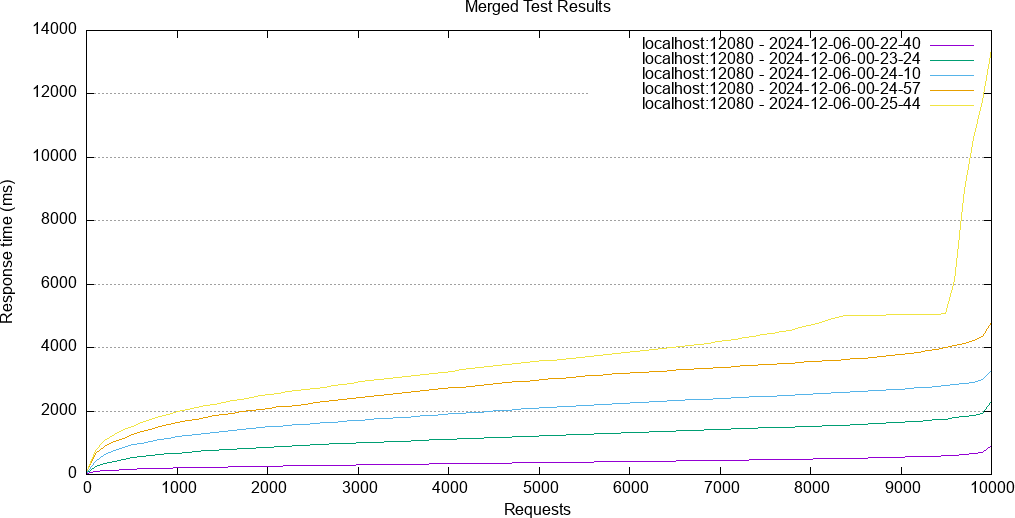 Merged Test Results
localhost:12080 - 2024-12-06-00-22-40
localhost:12080 - 2024-12-06-00-23-24
localhost:12080 - 2024-12-06-00-24-10
localhost:12080 - 2024-12-06-00-24-57
localhost:12080 - 2024-12-06-00-25-44
Response time (ms)
14000
12000
10000
8000
6000
4000
2000
0
0 1000 2000 3000 4000 5000 6000 7000 8000 9000 10000
Requests